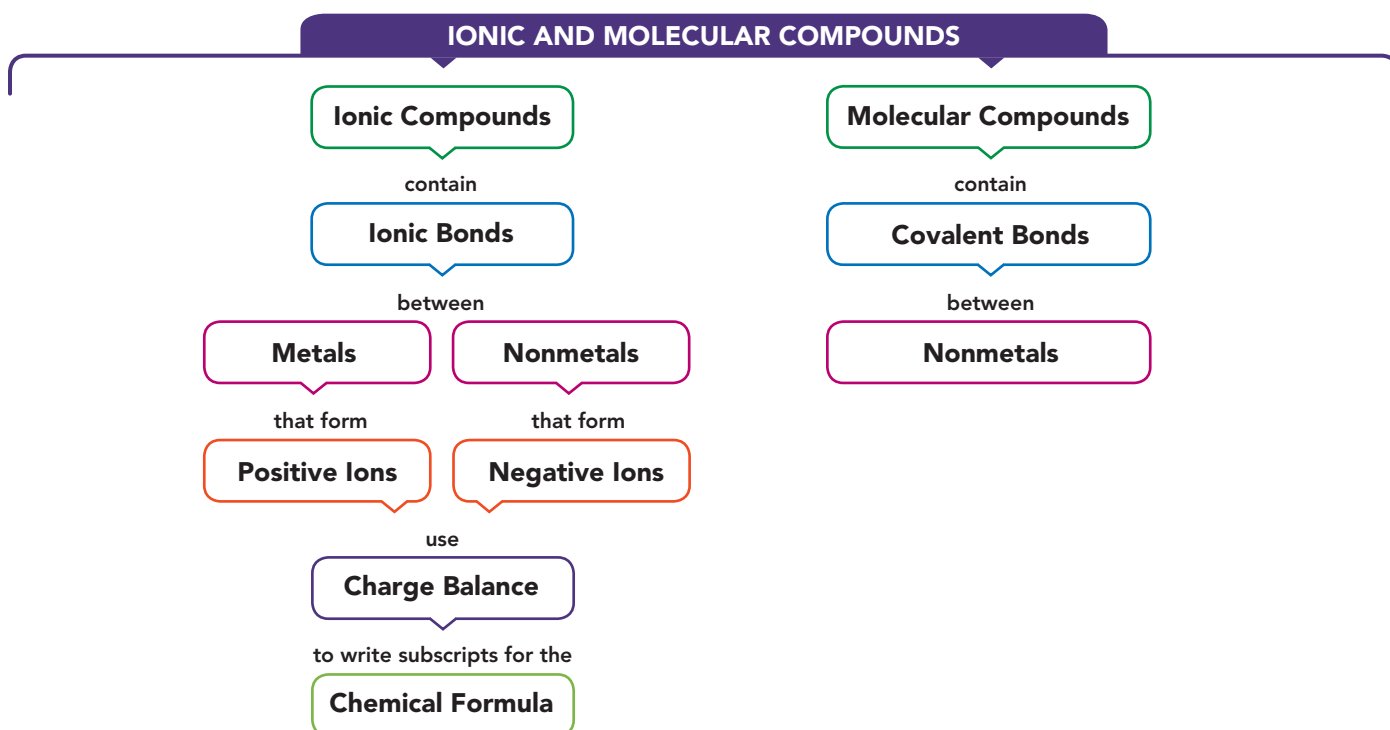 IONIC AND MOLECULAR COMPOUNDS
Ionic Compounds
contain
Ionic Bonds
between
Metals
Nonmetals
that form
that form
Positive Ions
Negative Ions
use
Charge Balance
to write subscripts for the
Chemical Formula
Molecular Compounds
contain
Covalent Bonds
between
Nonmetals